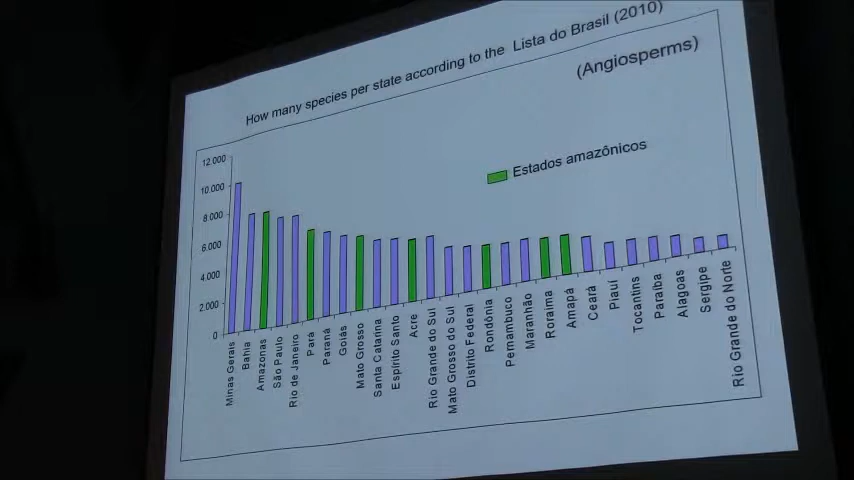 How many species per state according to the Lista do Brasil (2010)
(Angiosperms)
Estados amazônicos
12.000
10.000
8.000
6.000
4.000
2.000
0
Minas Gerais
Bahia
Amazonas
São Paulo
Rio de Janeiro
Pará
Paraná
Goiás
Mato Grosso
Santa Catarina
Espírito Santo
Acre
Rio Grande do Sul
Mato Grosso do Sul
Distrito Federal
Rondônia
Pernambuco
Maranhão
Roraima
Amapá
Ceará
Piauí
Tocantins
Paraíba
Alagoas
Sergipe
Rio Grande do Norte